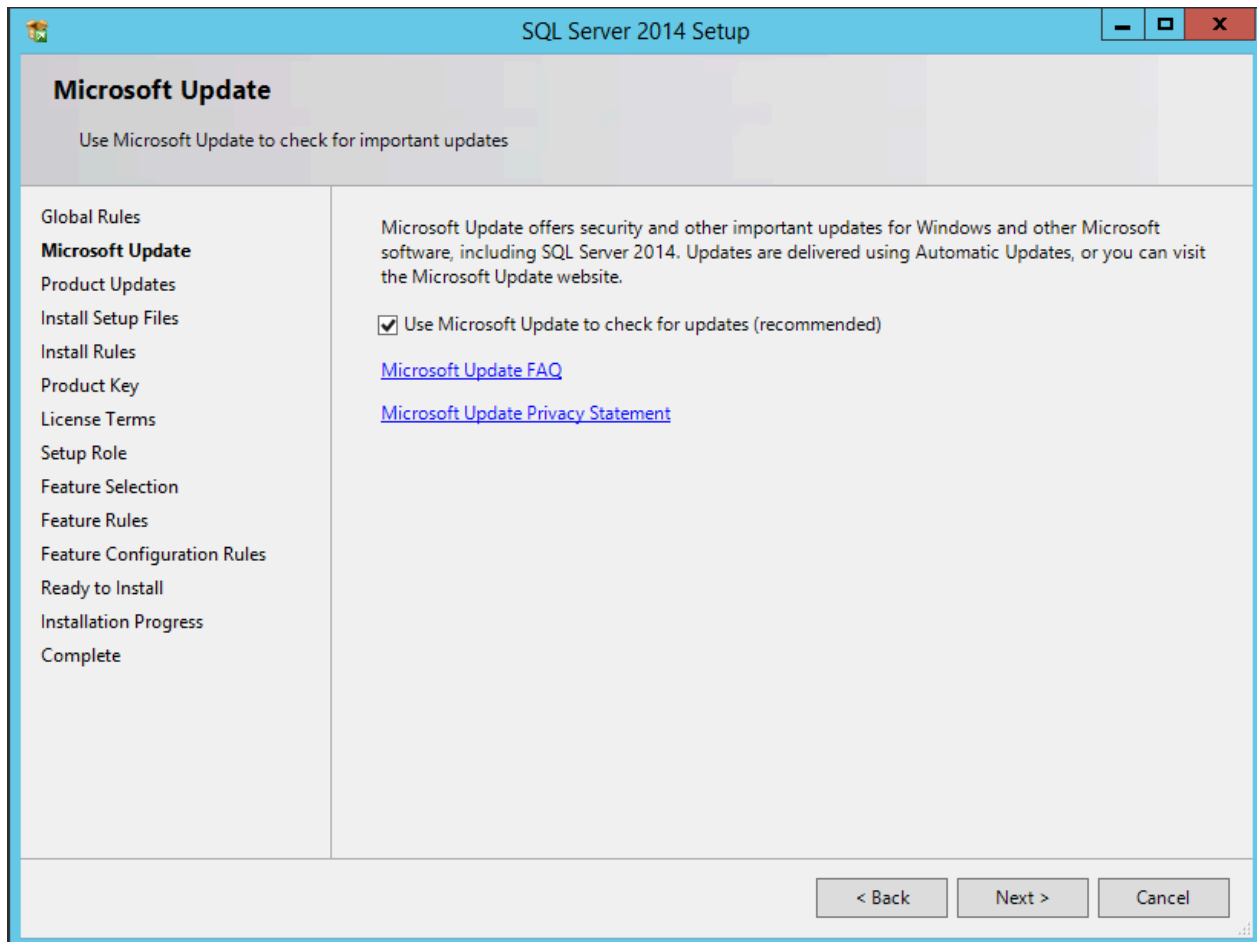 SQL Server 2014 Setup
Microsoft Update
Use Microsoft Update to check for important updates
Global Rules
Microsoft Update
Product Updates
Install Setup Files
Install Rules
Product Key
License Terms
Setup Role
Feature Selection
Feature Rules
Feature Configuration Rules
Ready to Install
Installation Progress
Complete
Microsoft Update offers security and other important updates for Windows and other Microsoft
software, including SQL Server 2014. Updates are delivered using Automatic Updates, or you can visit
the Microsoft Update website.
Use Microsoft Update to check for updates (recommended)
Microsoft Update FAQ
Microsoft Update Privacy Statement
< Back Next > Cancel